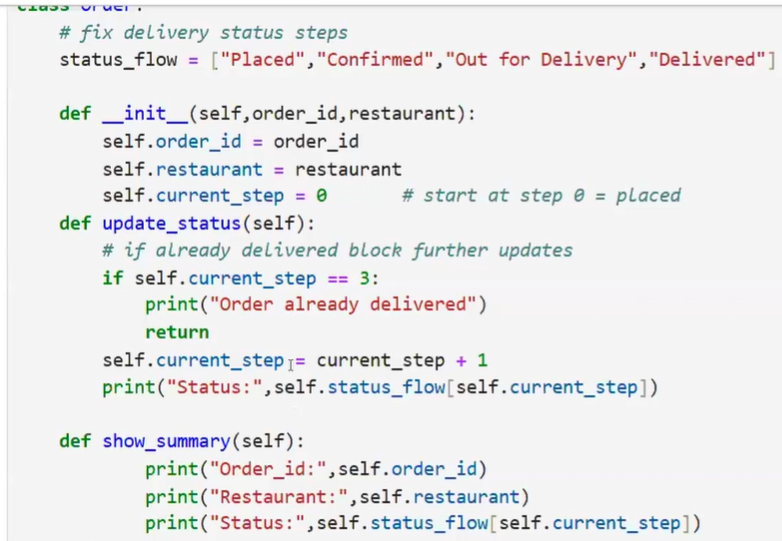 class Order:
# fix delivery status steps
status_flow = ["Placed","Confirmed","Out for Delivery","Delivered"]
def __init__(self,order_id,restaurant):
self.order_id = order_id
self.restaurant = restaurant
self.current_step = 0 # start at step 0 = placed
def update_status(self):
# if already delivered block further updates
if self.current_step == 3:
print("Order already delivered")
return
self.current_step = current_step + 1
print("Status:",self.status_flow[self.current_step])
def show_summary(self):
print("Order_id:",self.order_id)
print("Restaurant:",self.restaurant)
print("Status:",self.status_flow[self.current_step])